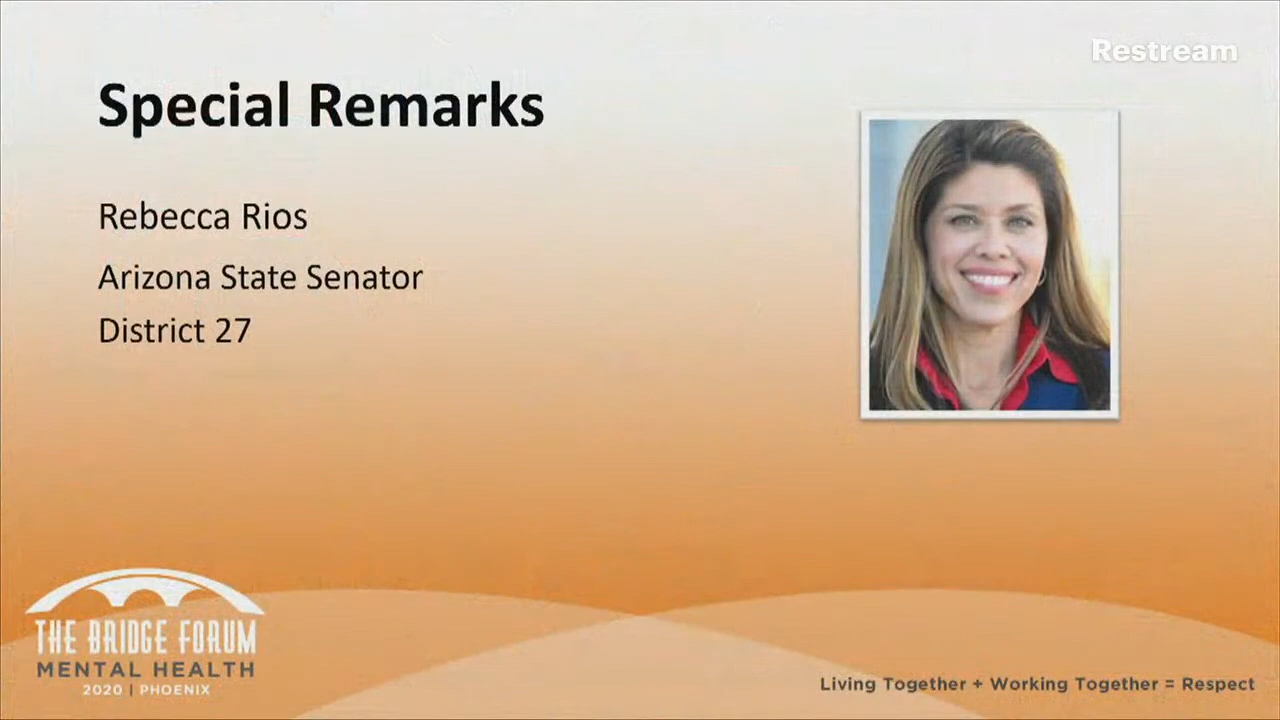 Restream
Special Remarks
Rebecca Rios
Arizona State Senator
District 27
THE BRIDGE FORUM
MENTAL HEALTH
2020 | PHOENIX
Living Together + Working Together = Respect